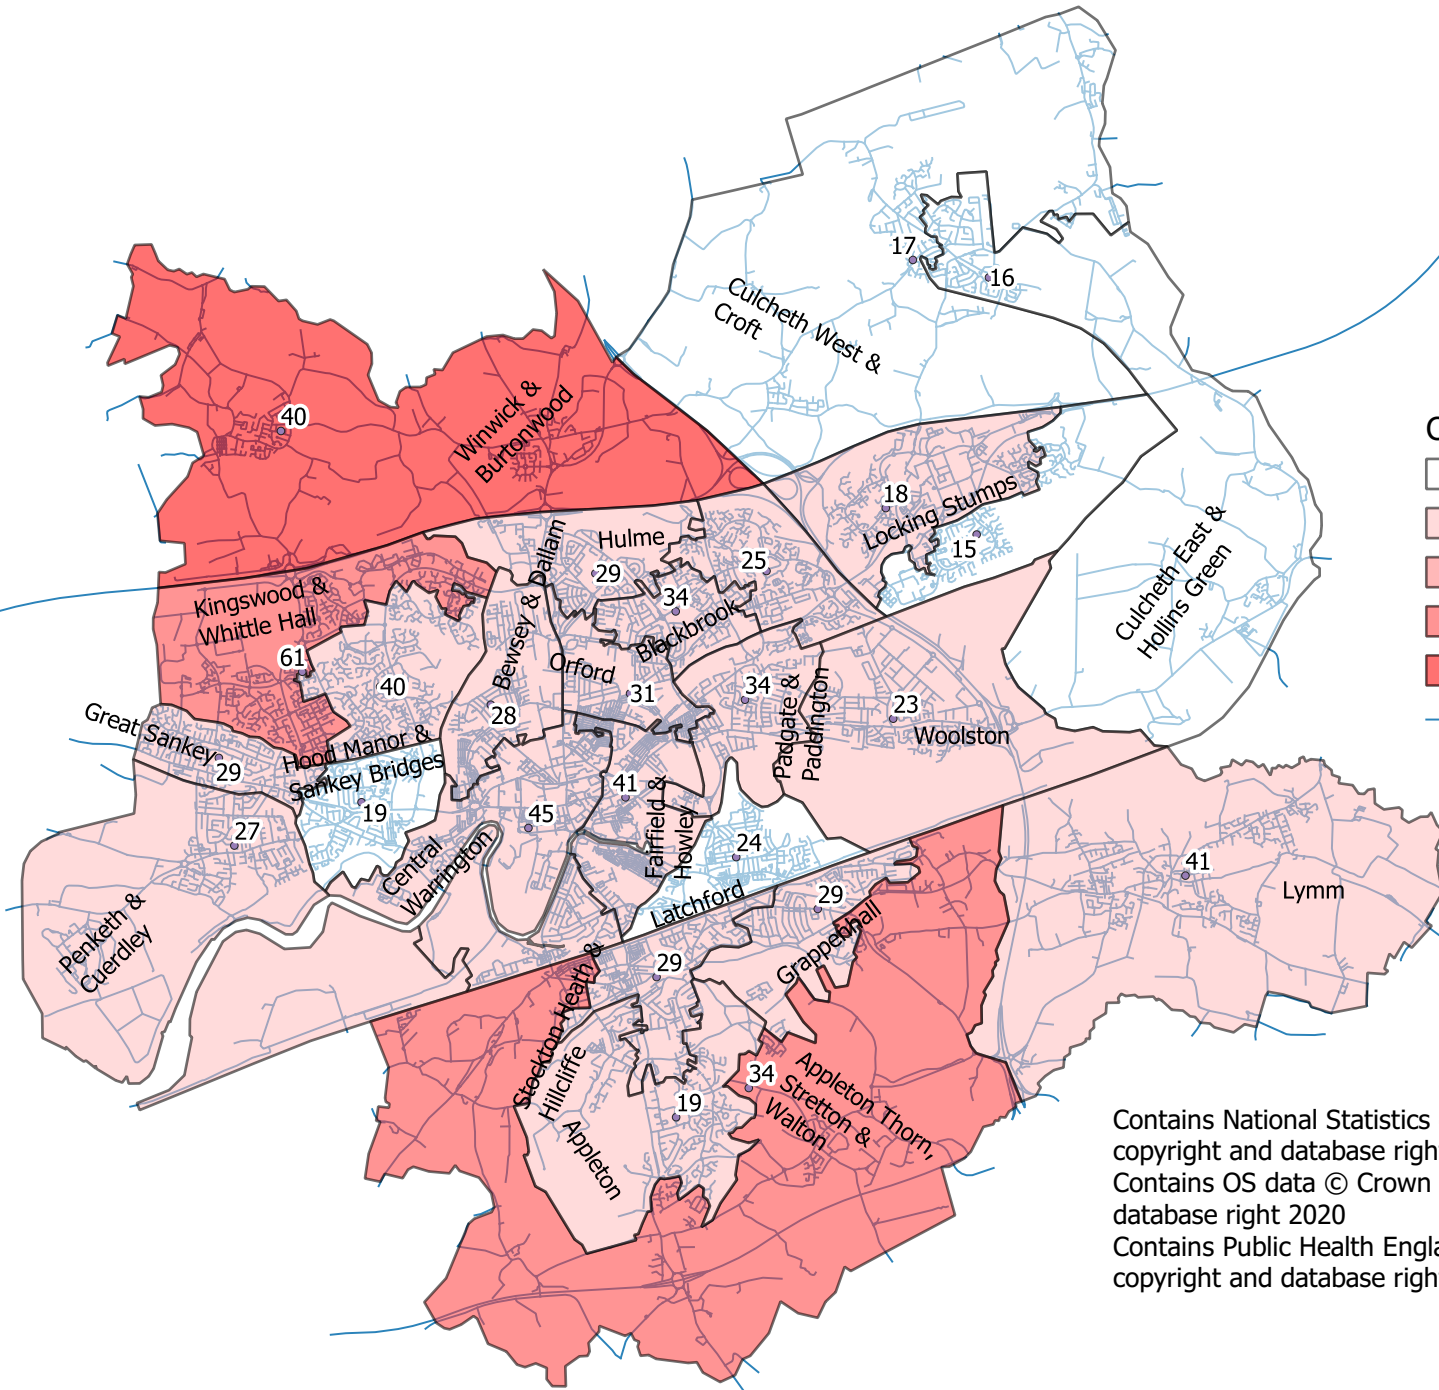 17
16
Culcheth West &
Croft
40
Winwick &
Burtonwood
C
18
Locking Stumps
15
Culcheth East &
Hollins Green
Hulme
29
25
34
Blackbrook
Bewsey & Dallam
28
Orford
31
Kingswood &
Whittle Hall
61
40
Great Sankey
29
Hood Manor &
Sankey Bridges
19
34
Padgate &
Paddington
23
Woolston
27
Penketh &
Cuerdley
45
Central
Warrington
41
Fairfield &
Howley
24
Latchford
29
Grappenhall
41
Lymm
29
Stockton Heath &
Hillcliffe
19
Appleton
34
Appleton Thorn,
Stretton &
Walton
Contains National Statistics
copyright and database righ
Contains OS data © Crown
database right 2020
Contains Public Health Engla
copyright and database righ